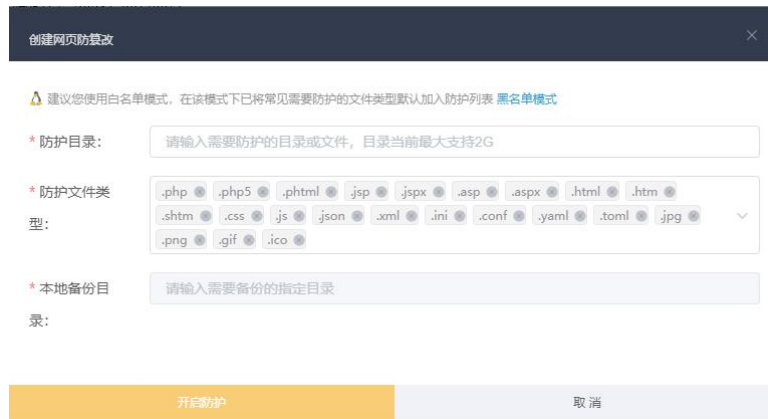 创建网页防篡改
建议您使用白名单模式，在该模式下已将常见需要防护的文件类型默认加入防护列表 黑名单模式
* 防护目录： 请输入需要防护的目录或文件，目录当前最大支持2G
* 防护文件类型： .php .php5 .phtml .jsp .jspx .asp .aspx .html .htm
.shtm .css .js .json .xml .ini .conf .yaml .toml .jpg
.png .gif .ico
* 本地备份目录： 请输入需要备份的指定目录
开启防护 取消